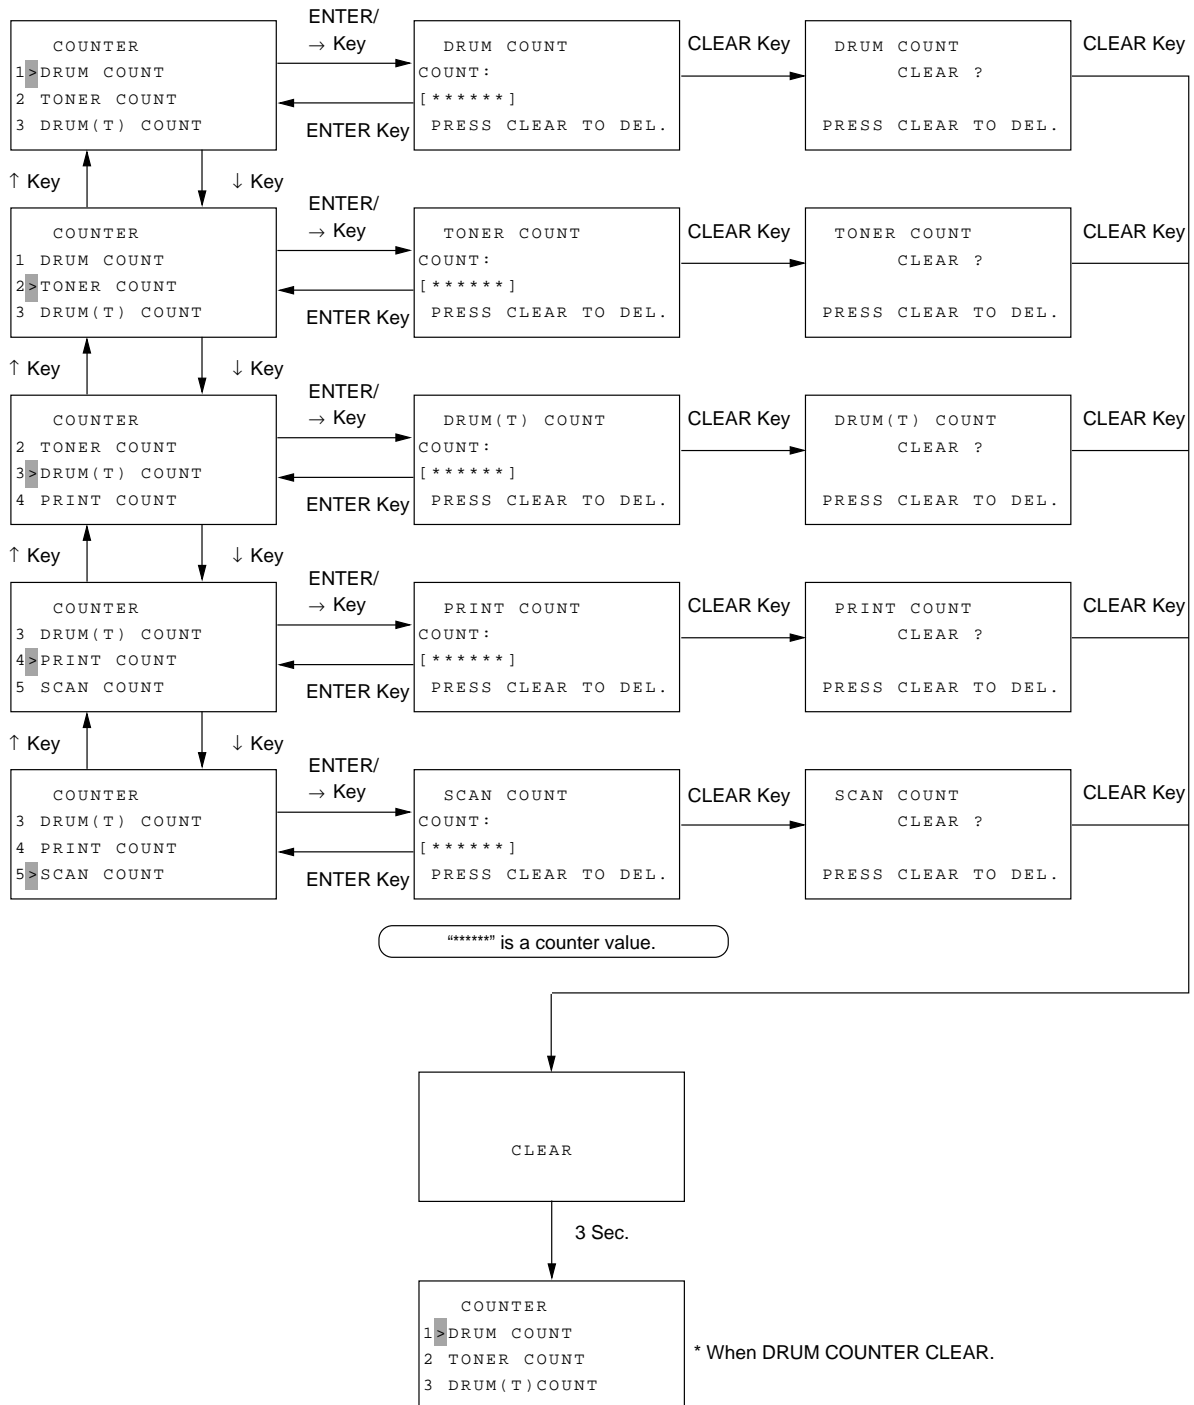 ENTER/
→ Key
COUNTER
1>DRUM COUNT
2 TONER COUNT
3 DRUM(T) COUNT
ENTER Key
DRUM COUNT
COUNT:
[******]
PRESS CLEAR TO DEL.
CLEAR Key
DRUM COUNT
CLEAR ?
PRESS CLEAR TO DEL.
CLEAR Key
↑ Key
↓ Key
ENTER/
→ Key
COUNTER
1 DRUM COUNT
2>TONER COUNT
3 DRUM(T) COUNT
ENTER Key
TONER COUNT
COUNT:
[******]
PRESS CLEAR TO DEL.
CLEAR Key
TONER COUNT
CLEAR ?
PRESS CLEAR TO DEL.
CLEAR Key
↑ Key
↓ Key
ENTER/
→ Key
COUNTER
2 TONER COUNT
3>DRUM(T) COUNT
4 PRINT COUNT
ENTER Key
DRUM(T) COUNT
COUNT:
[******]
PRESS CLEAR TO DEL.
CLEAR Key
DRUM(T) COUNT
CLEAR ?
PRESS CLEAR TO DEL.
CLEAR Key
↑ Key
↓ Key
ENTER/
→ Key
COUNTER
3 DRUM(T) COUNT
4>PRINT COUNT
5 SCAN COUNT
ENTER Key
PRINT COUNT
COUNT:
[******]
PRESS CLEAR TO DEL.
CLEAR Key
PRINT COUNT
CLEAR ?
PRESS CLEAR TO DEL.
CLEAR Key
↑ Key
↓ Key
ENTER/
→ Key
COUNTER
3 DRUM(T) COUNT
4 PRINT COUNT
5>SCAN COUNT
ENTER Key
SCAN COUNT
COUNT:
[******]
PRESS CLEAR TO DEL.
CLEAR Key
SCAN COUNT
CLEAR ?
PRESS CLEAR TO DEL.
CLEAR Key
“******” is a counter value.
CLEAR
3 Sec.
COUNTER
1>DRUM COUNT
2 TONER COUNT
3 DRUM(T)COUNT
* When DRUM COUNTER CLEAR.